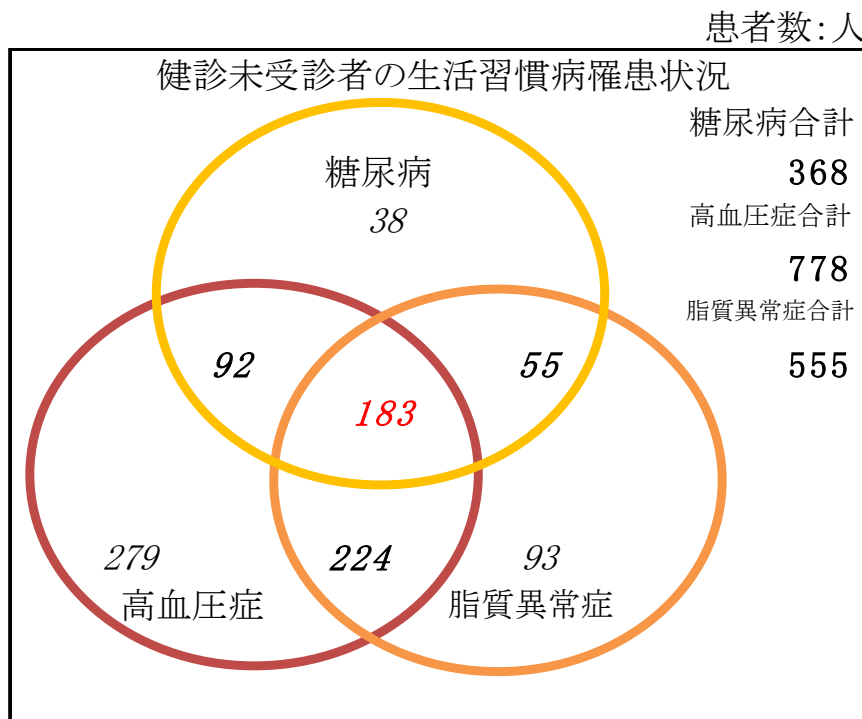 患者数:人
健診未受診者の生活習慣病罹患状況
糖尿病合計
368
高血圧症合計
778
脂質異常症合計
555
糖尿病
38
92
55
183
279
224
93
高血圧症
脂質異常症